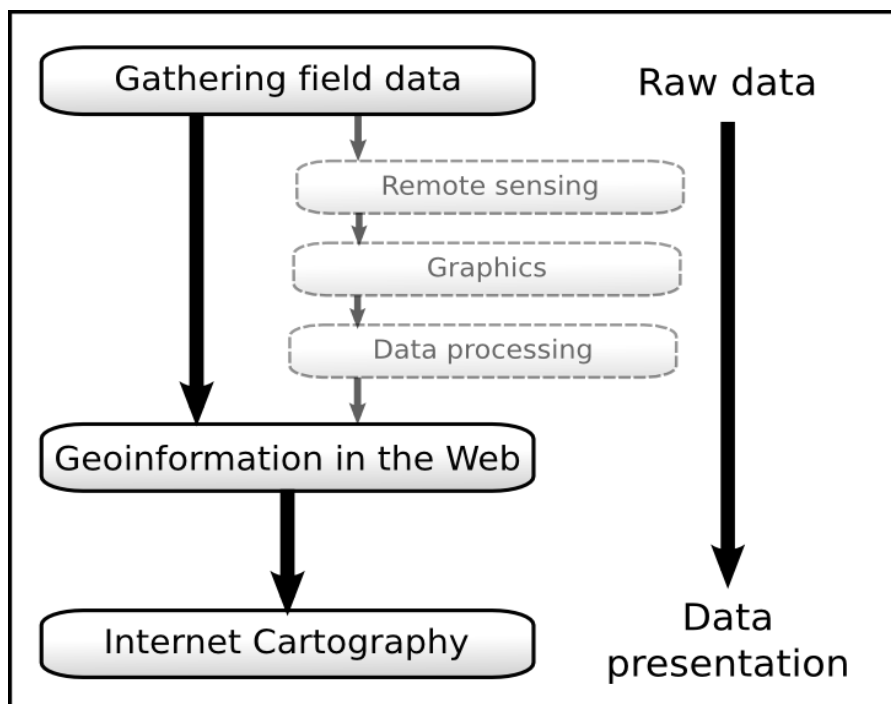 Gathering field data
Raw data
Remote sensing
Graphics
Data processing
Geoinformation in the Web
Internet Cartography
Data
presentation